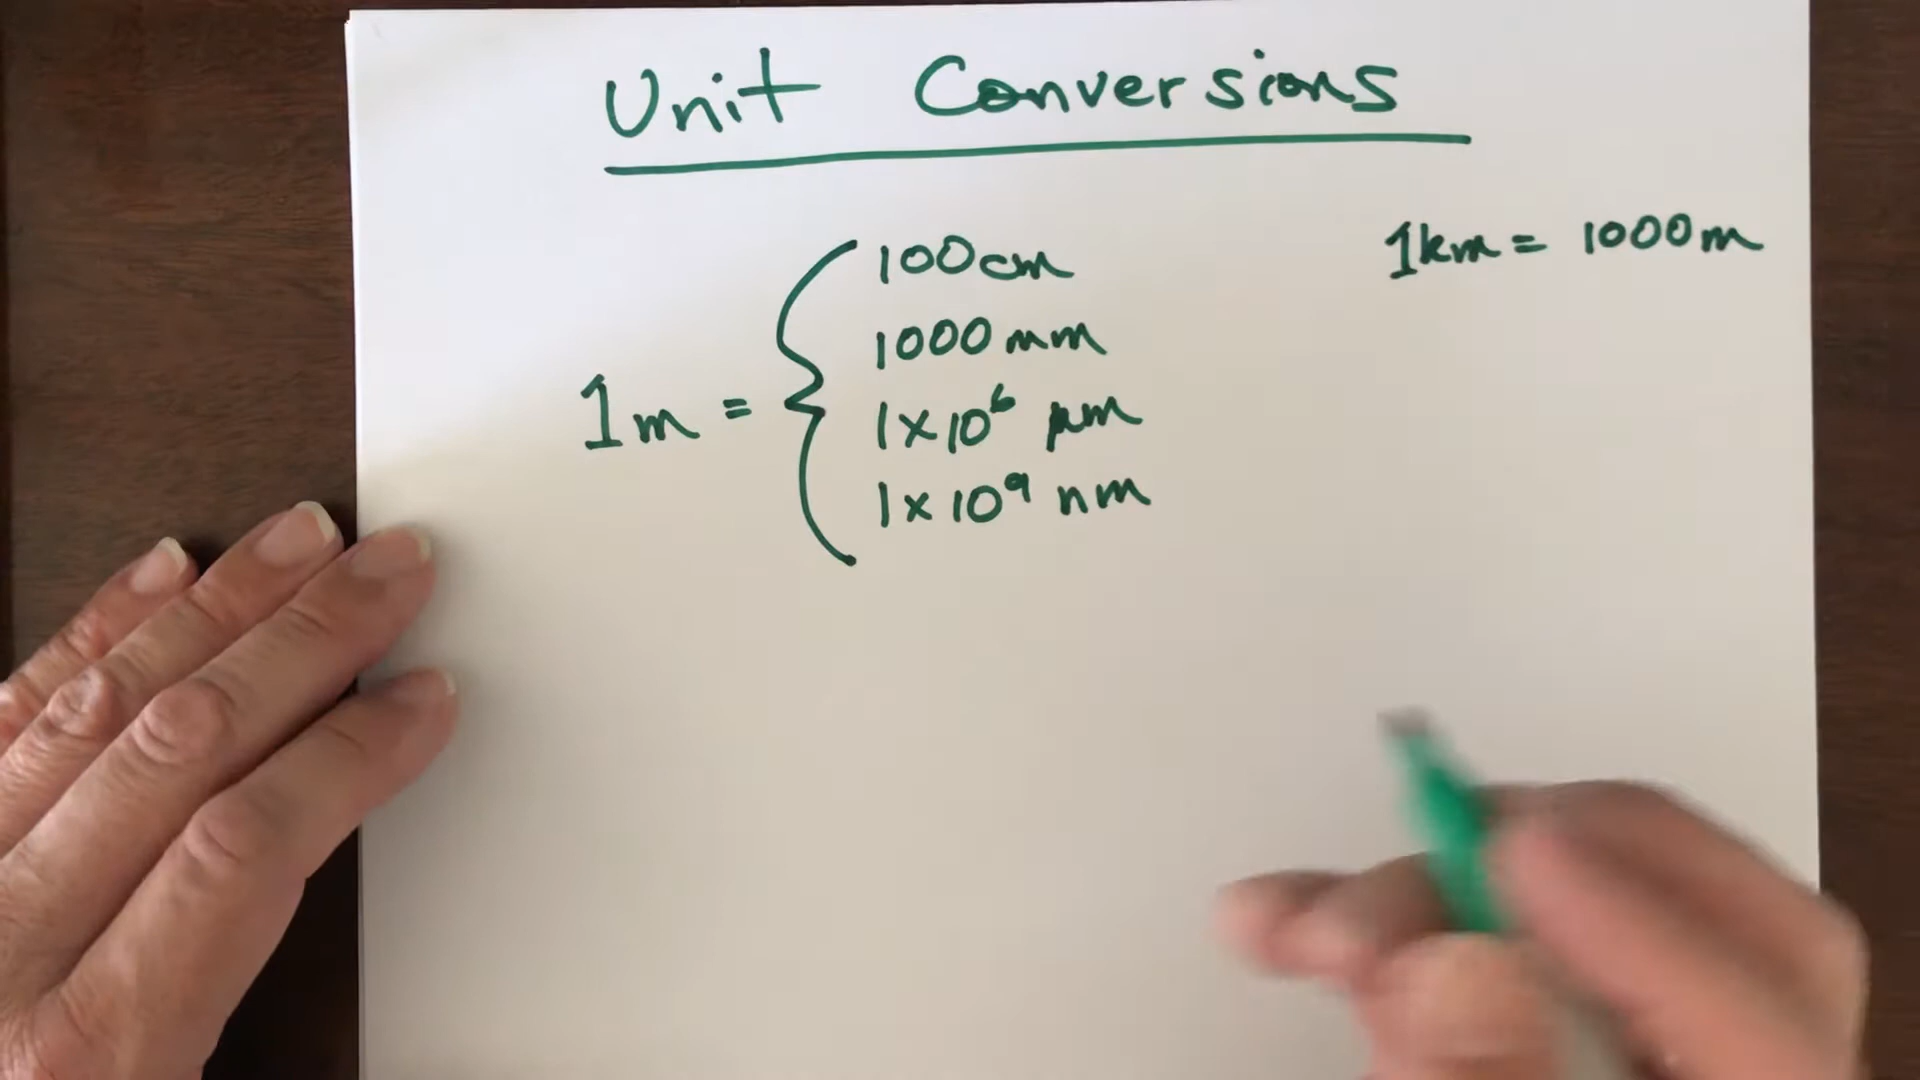 Unit Conversions
1km = 1000m
100cm
1000mm
1m =
1x10⁶ µm
1x10⁹ nm